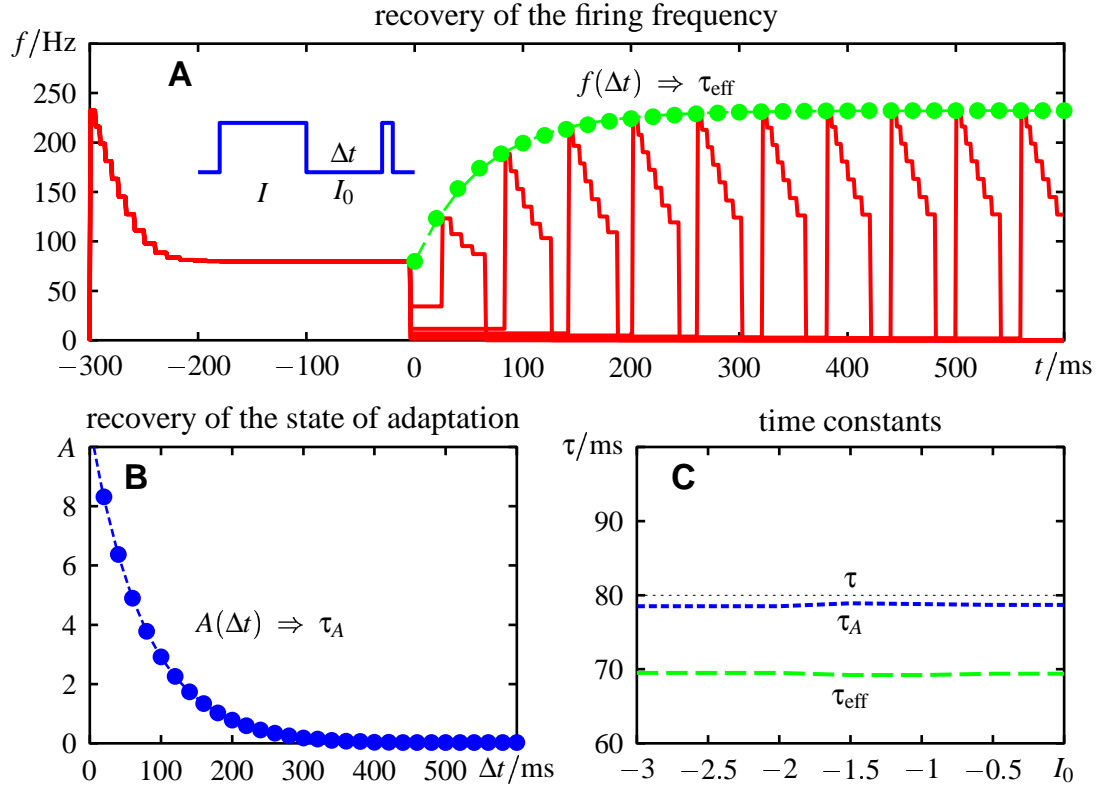 recovery of the firing frequency
f/Hz
A
f(Δt) ⇒ τeff
250
200
150
100
50
0
Δt
I
I0
−300 −200 −100 0 100 200 300 400 500 t/ms
recovery of the state of adaptation
A
B
8
6
4
2
0
A(Δt) ⇒ τA
0 100 200 300 400 500 Δt/ms
time constants
τ/ms
C
100
90
80
70
60
τ
τA
τeff
−3 −2.5 −2 −1.5 −1 −0.5 I0